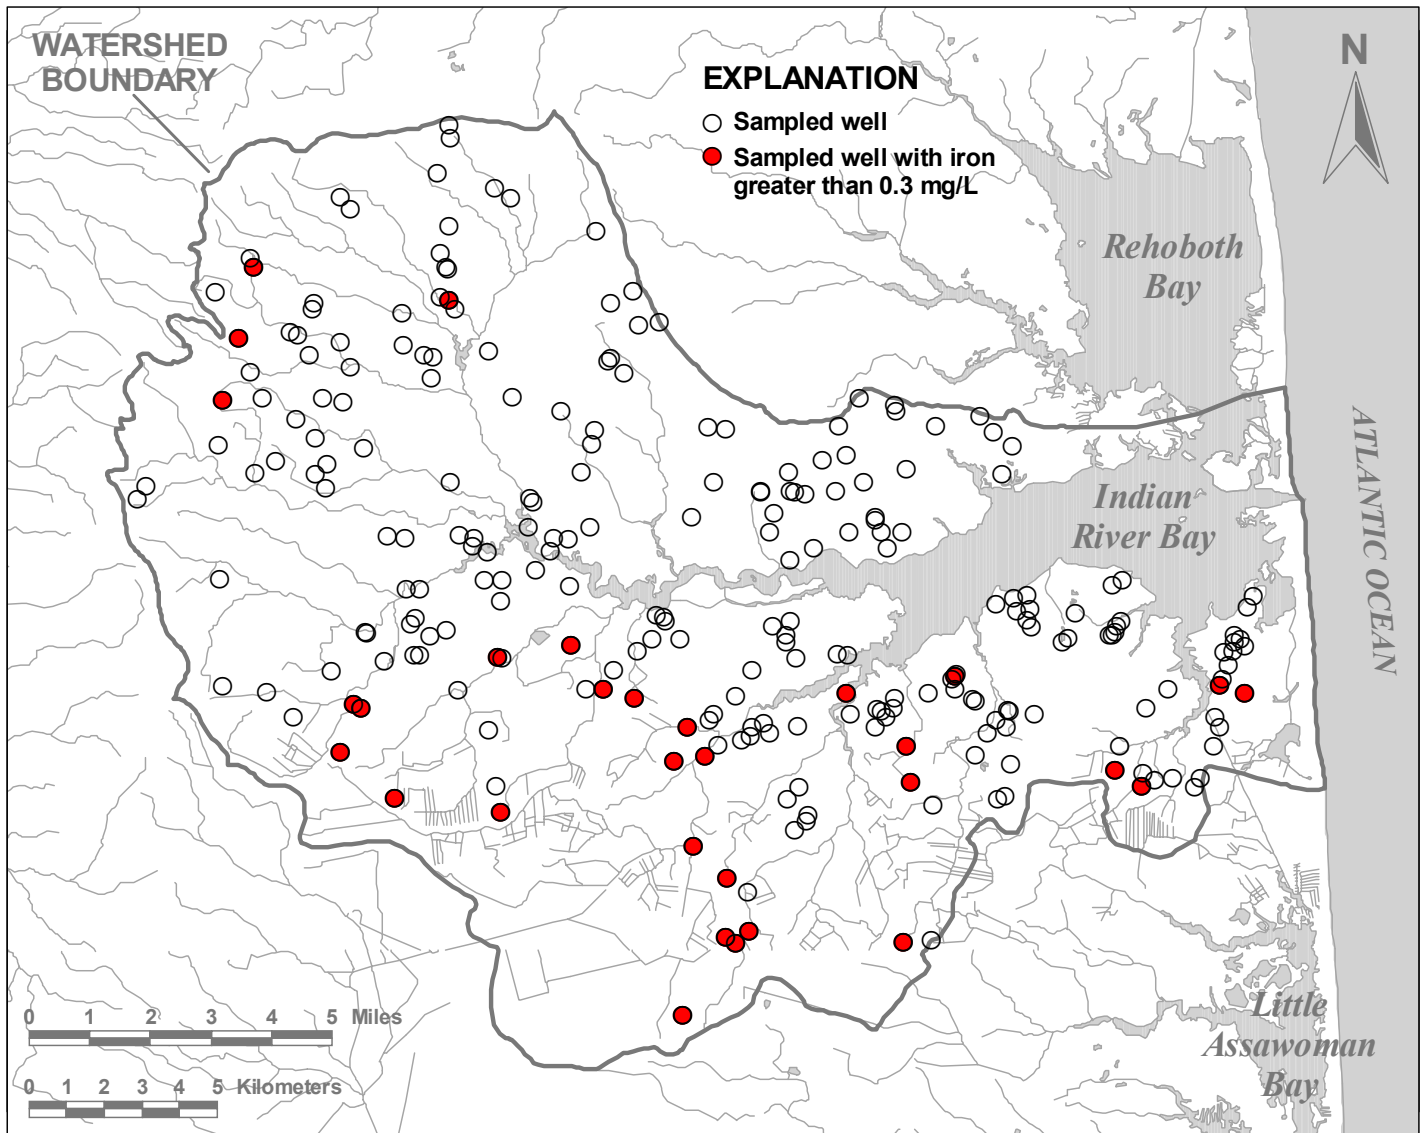 WATERSHED
BOUNDARY
EXPLANATION
Sampled well
Sampled well with iron
greater than 0.3 mg/L
N
Rehoboth
Bay
ATLANTIC OCEAN
Indian
River Bay
0 1 2 3 4 5 Miles
0 1 2 3 4 5 Kilometers
Little
Assawoman
Bay